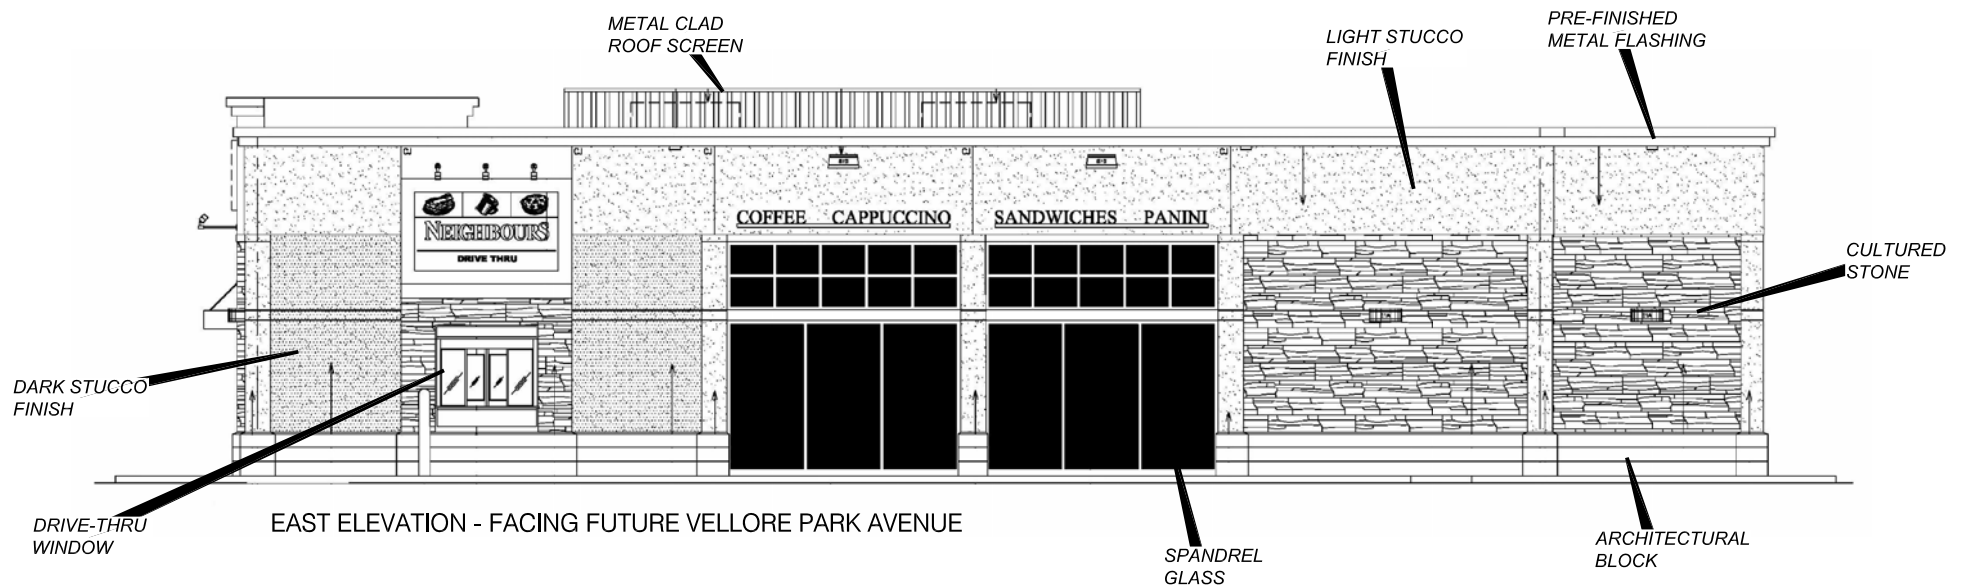 METAL CLAD
ROOF SCREEN
LIGHT STUCCO
FINISH
PRE-FINISHED
METAL FLASHING
COFFEE CAPPUCCINO
SANDWICHES PANINI
NEIGHBOURS
DRIVE THRU
CULTURED
STONE
DARK STUCCO
FINISH
DRIVE-THRU
WINDOW
EAST ELEVATION - FACING FUTURE VELLORE PARK AVENUE
SPANDREL
GLASS
ARCHITECTURAL
BLOCK